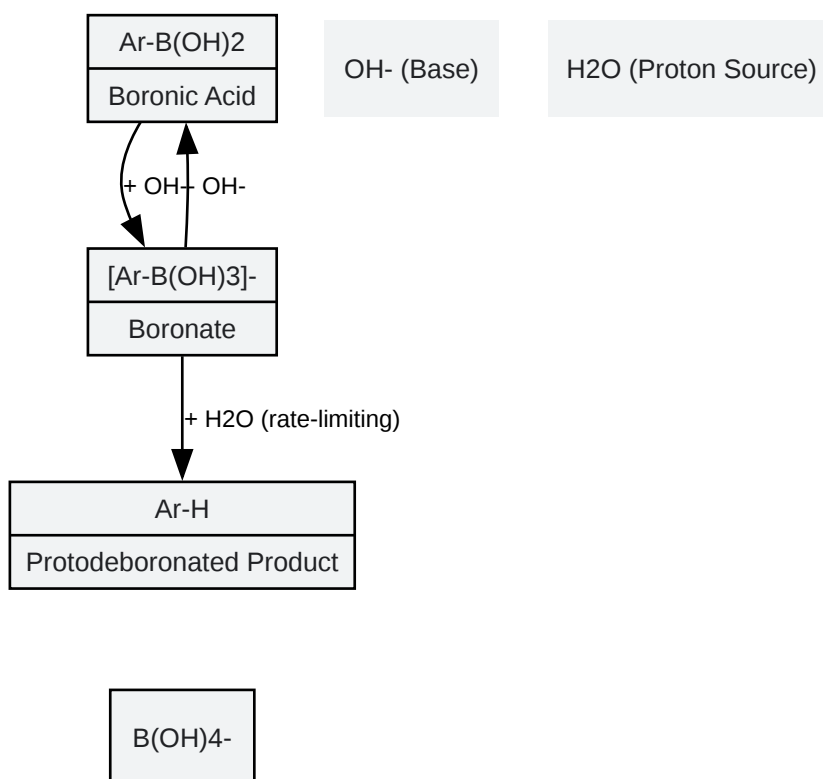 Ar-B(OH)2
Boronic Acid
OH- (Base)
H2O (Proton Source)
+ OH-
- OH-
[Ar-B(OH)3]-
Boronate
+ H2O (rate-limiting)
Ar-H
Protodeboronated Product
B(OH)4-